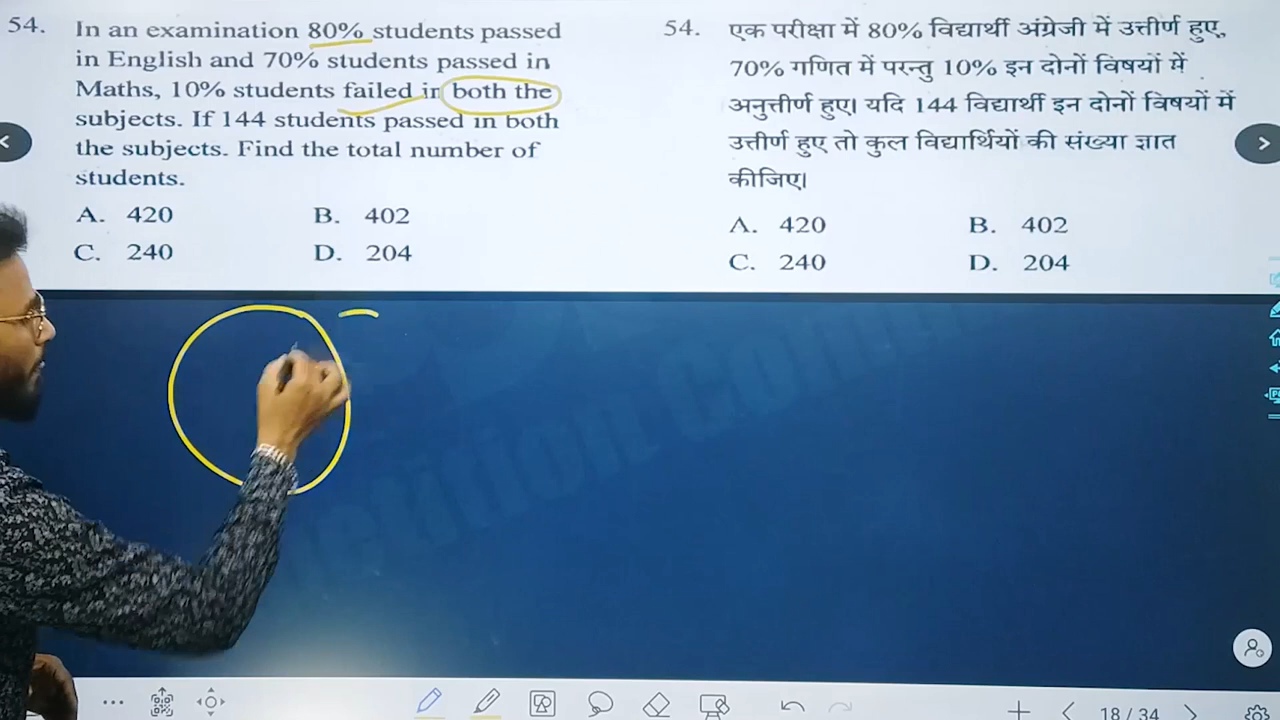 54. In an examination 80% students passed
in English and 70% students passed in
Maths, 10% students failed in both the
subjects. If 144 students passed in both
the subjects. Find the total number of
students.
A. 420 B. 402
C. 240 D. 204
54. एक परीक्षा में 80% विद्यार्थी अंग्रेजी में उत्तीर्ण हुए,
70% गणित में परन्तु 10% इन दोनों विषयों में
अनुत्तीर्ण हुए। यदि 144 विद्यार्थी इन दोनों विषयों में
उत्तीर्ण हुए तो कुल विद्यार्थियों की संख्या ज्ञात
कीजिए।
A. 420 B. 402
C. 240 D. 204
18 / 34